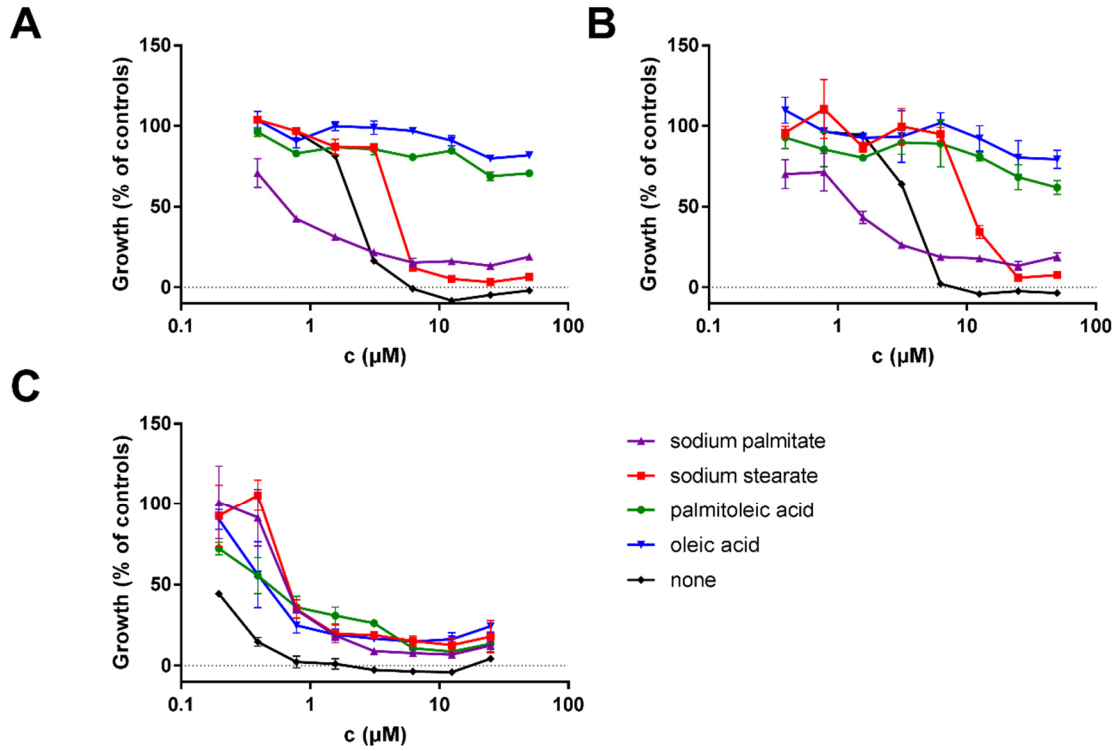 A
B
150
100
50
0
Growth (% of controls)
0.1
1
10
100
c (µM)
150
100
50
0
Growth (% of controls)
0.1
1
10
100
c (µM)
C
150
100
50
0
Growth (% of controls)
0.1
1
10
100
c (µM)
sodium palmitate
sodium stearate
palmitoleic acid
oleic acid
none